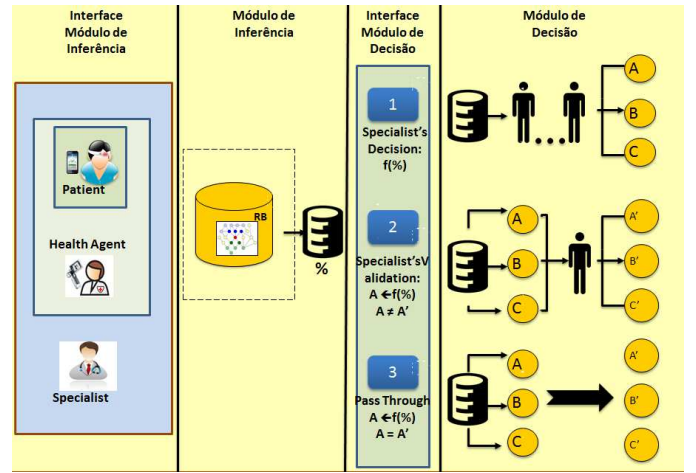 Interface
Módulo de
Inferência
Módulo de
Inferência
Interface
Módulo de
Decisão
Módulo de
Decisão
Patient
Health Agent
Specialist
RB
%
1
Specialist's
Decision:
f(%)
2
Specialist'sV
alidation:
A ←f(%)
A ≠ A'
3
Pass Through
A ←f(%)
A = A'
A
B
C
A
B
C
A'
B'
C'
A
B
C
A'
B'
C'